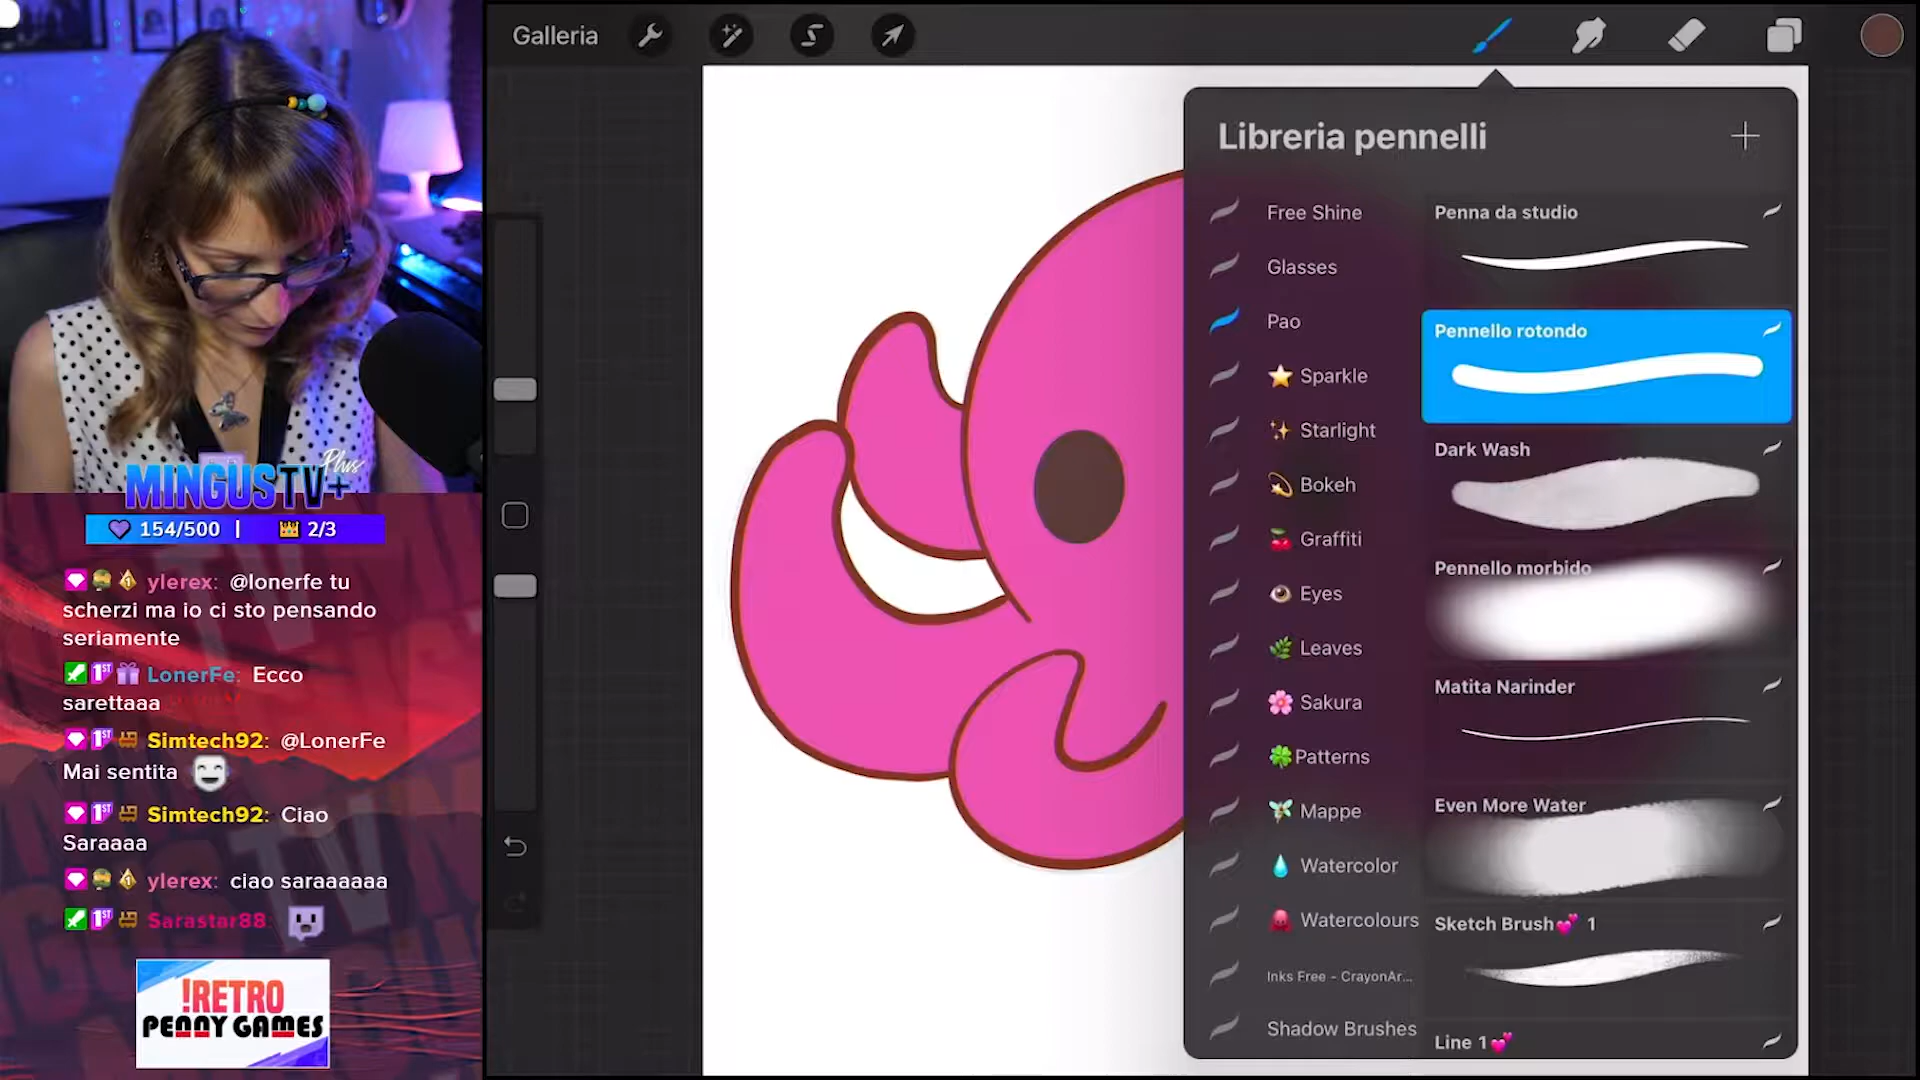 Galleria
Libreria pennelli
Free Shine
Glasses
Pao
Sparkle
Starlight
Bokeh
Graffiti
Eyes
Leaves
Sakura
Patterns
Mappe
Watercolor
Watercolours
Inks Free - CrayonAr...
Shadow Brushes
Penna da studio
Pennello rotondo
Dark Wash
Pennello morbido
Matita Narinder
Even More Water
Sketch Brush💕 1
Line 1💕
MINGUSTV+
Plus
154/500 | 2/3
ylerex: @lonerfe tu
scherzi ma io ci sto pensando
seriamente
LonerFe: Ecco
sarettaaa
Simtech92: @LonerFe
Mai sentita
Simtech92: Ciao
Saraaaa
ylerex: ciao saraaaaaa
Sarastar88:
!RETRO
PENNY GAMES